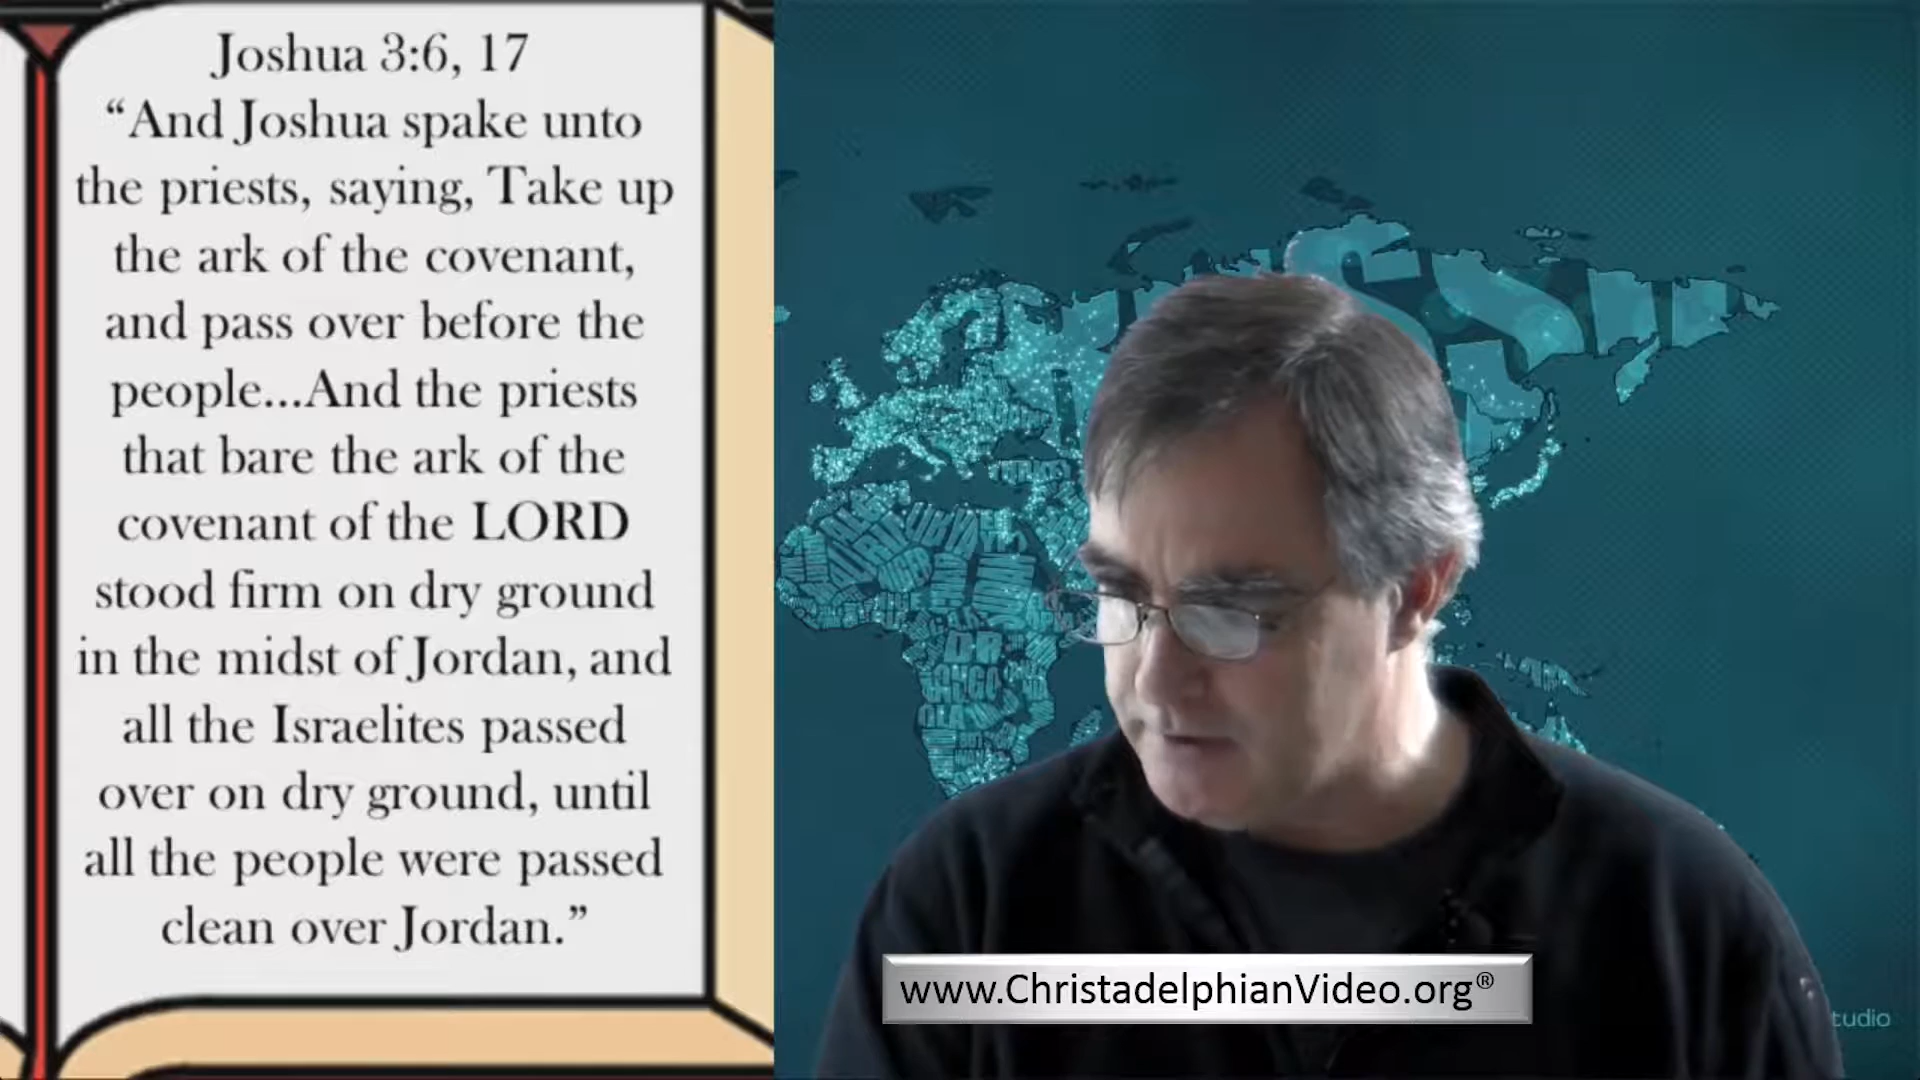 Joshua 3:6, 17
“And Joshua spake unto
the priests, saying, Take up
the ark of the covenant,
and pass over before the
people...And the priests
that bare the ark of the
covenant of the LORD
stood firm on dry ground
in the midst of Jordan, and
all the Israelites passed
over on dry ground, until
all the people were passed
clean over Jordan.”
www.ChristadelphianVideo.org®
tudio